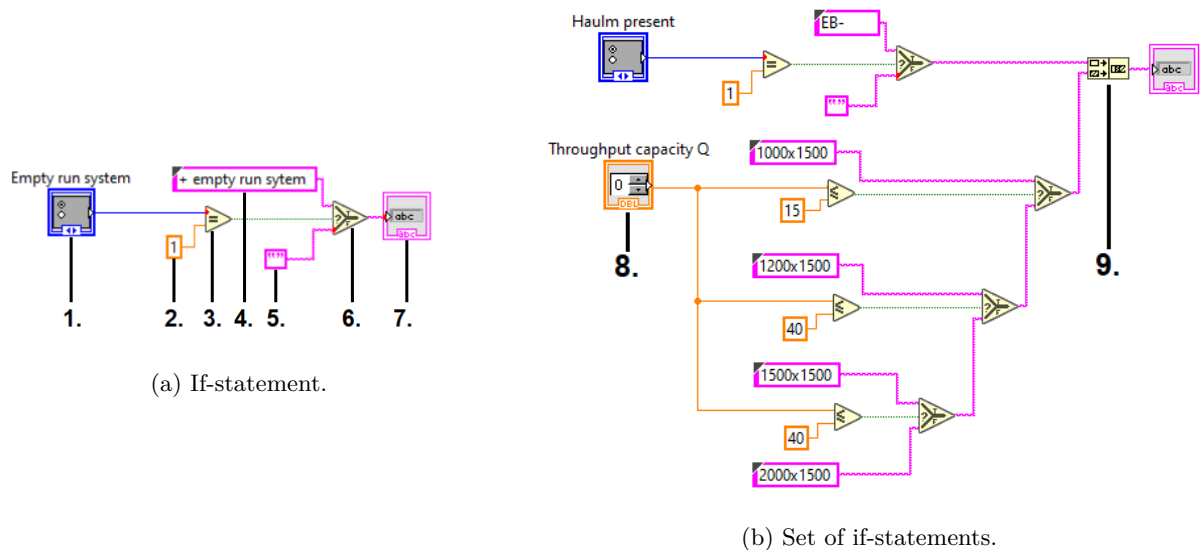 Haulm present
EB-
=
1
?
T
F
""
abc
abc
Throughput capacity Q
0
DBL
1000x1500
≤
15
?
T
F
8.
9.
1200x1500
≤
40
?
T
F
1500x1500
≤
40
?
T
F
2000x1500
(b) Set of if-statements.
Empty run system
+ empty run sytem
=
1
?
T
F
""
abc
abc
1.
2.
3.
4.
5.
6.
7.
(a) If-statement.